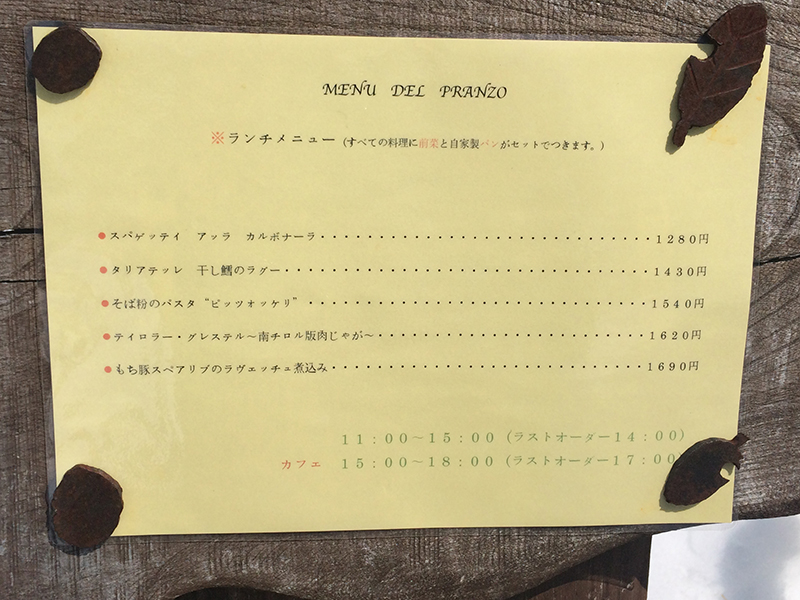 MENU DEL PRANZO
※ランチメニュー (すべての料理に前菜と自家製パンがセットでつきます。)
●スパゲッテイ アッラ カルボナーラ・・・・・・・・・・・・・・・・・・・・・・・・・・・・・・1280円
●タリアテッレ 干し鱈のラグー・・・・・・・・・・・・・・・・・・・・・・・・・・・・・・・・・1430円
●そば粉のパスタ“ピッツオッケリ”・・・・・・・・・・・・・・・・・・・・・・・・・・・・・・・1540円
●テイロラー・グレステル～南チロル版肉じゃが～・・・・・・・・・・・・・・・・・・・・・・・・1620円
●もち豚スペアリブのラヴェッチュ煮込み・・・・・・・・・・・・・・・・・・・・・・・・・・・・1690円
11：00～15：00（ラストオーダー14：00）
カフェ 15：00～18：00（ラストオーダー17：00